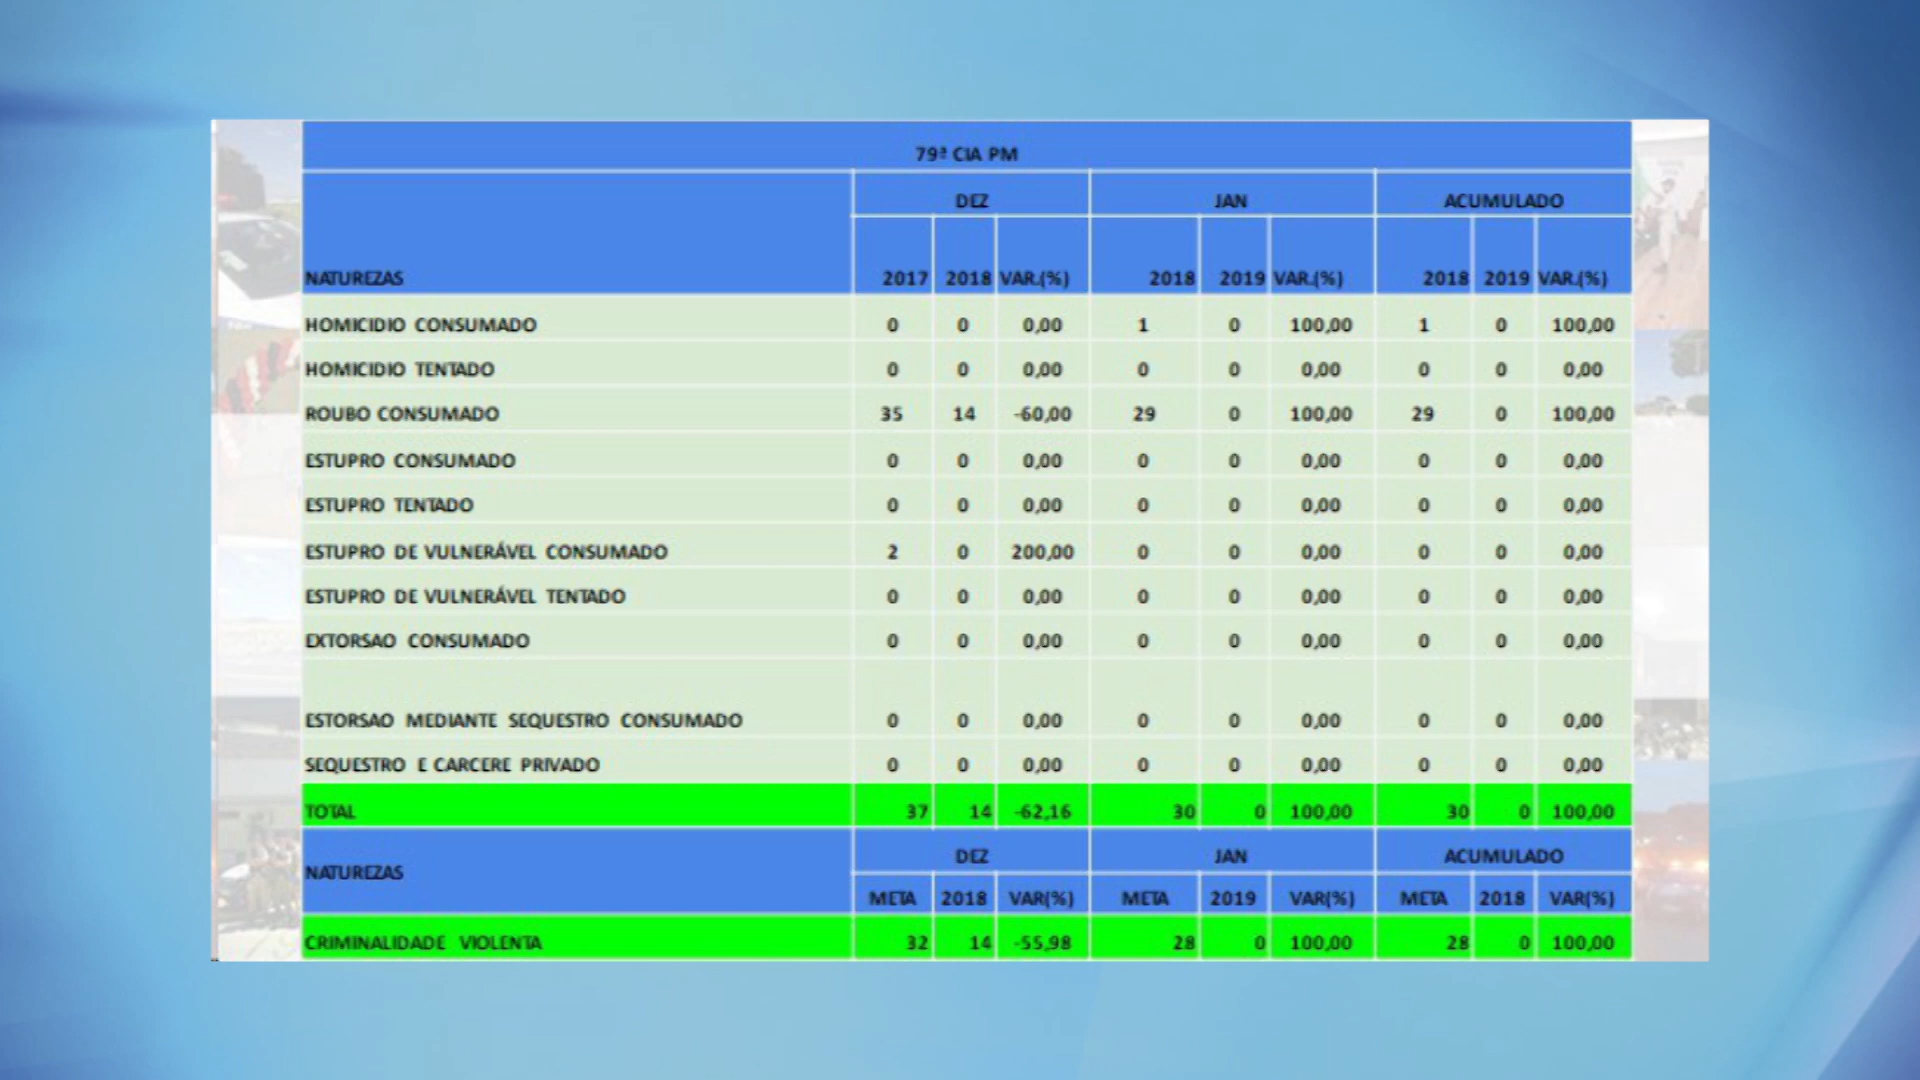 79ª CIA PM
DEZ JAN ACUMULADO
NATUREZAS 2017 2018 VAR.(%) 2018 2019 VAR.(%) 2018 2019 VAR.(%)
HOMICIDIO CONSUMADO 0 0 0,00 1 0 100,00 1 0 100,00
HOMICIDIO TENTADO 0 0 0,00 0 0 0,00 0 0 0,00
ROUBO CONSUMADO 35 14 -60,00 29 0 100,00 29 0 100,00
ESTUPRO CONSUMADO 0 0 0,00 0 0 0,00 0 0 0,00
ESTUPRO TENTADO 0 0 0,00 0 0 0,00 0 0 0,00
ESTUPRO DE VULNERÁVEL CONSUMADO 2 0 200,00 0 0 0,00 0 0 0,00
ESTUPRO DE VULNERÁVEL TENTADO 0 0 0,00 0 0 0,00 0 0 0,00
EXTORSAO CONSUMADO 0 0 0,00 0 0 0,00 0 0 0,00
ESTORSAO MEDIANTE SEQUESTRO CONSUMADO 0 0 0,00 0 0 0,00 0 0 0,00
SEQUESTRO E CARCERE PRIVADO 0 0 0,00 0 0 0,00 0 0 0,00
TOTAL 37 14 -62,16 30 0 100,00 30 0 100,00
DEZ JAN ACUMULADO
NATUREZAS
META 2018 VAR(%) META 2019 VAR(%) META 2018 VAR(%)
CRIMINALIDADE VIOLENTA 32 14 -55,98 28 0 100,00 28 0 100,00